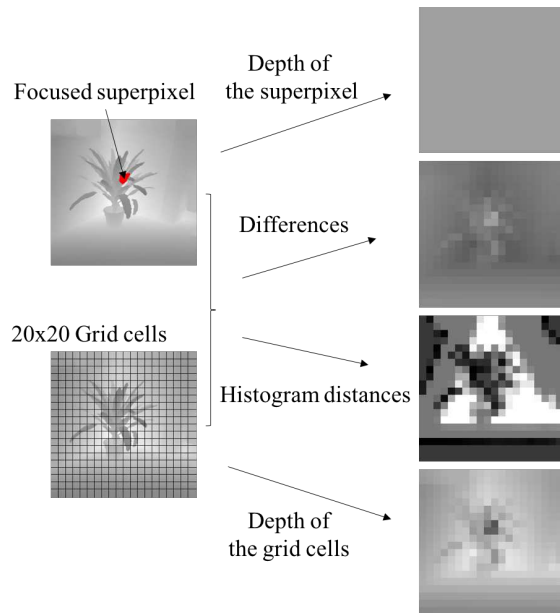 Depth of
the superpixel
Focused superpixel
Differences
20x20 Grid cells
Histogram distances
Depth of
the grid cells